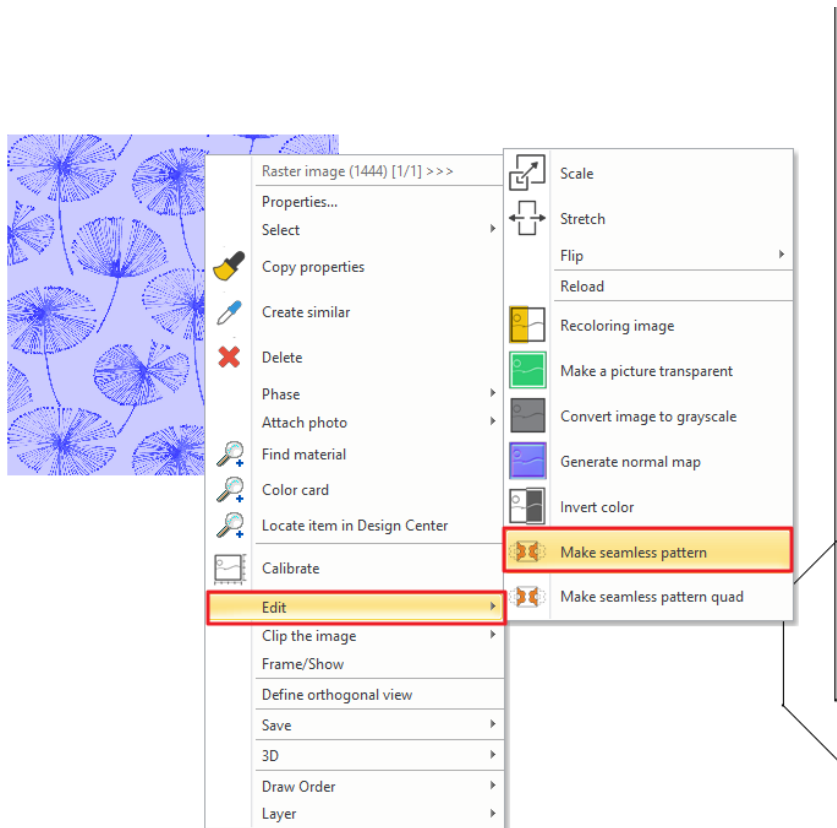 Raster image (1444) [1/1] >>>
Properties...
Select
Copy properties
Create similar
Delete
Phase
Attach photo
Find material
Color card
Locate item in Design Center
Calibrate
Edit
Clip the image
Frame/Show
Define orthogonal view
Save
3D
Draw Order
Layer
Scale
Stretch
Flip
Reload
Recoloring image
Make a picture transparent
Convert image to grayscale
Generate normal map
Invert color
Make seamless pattern
Make seamless pattern quad